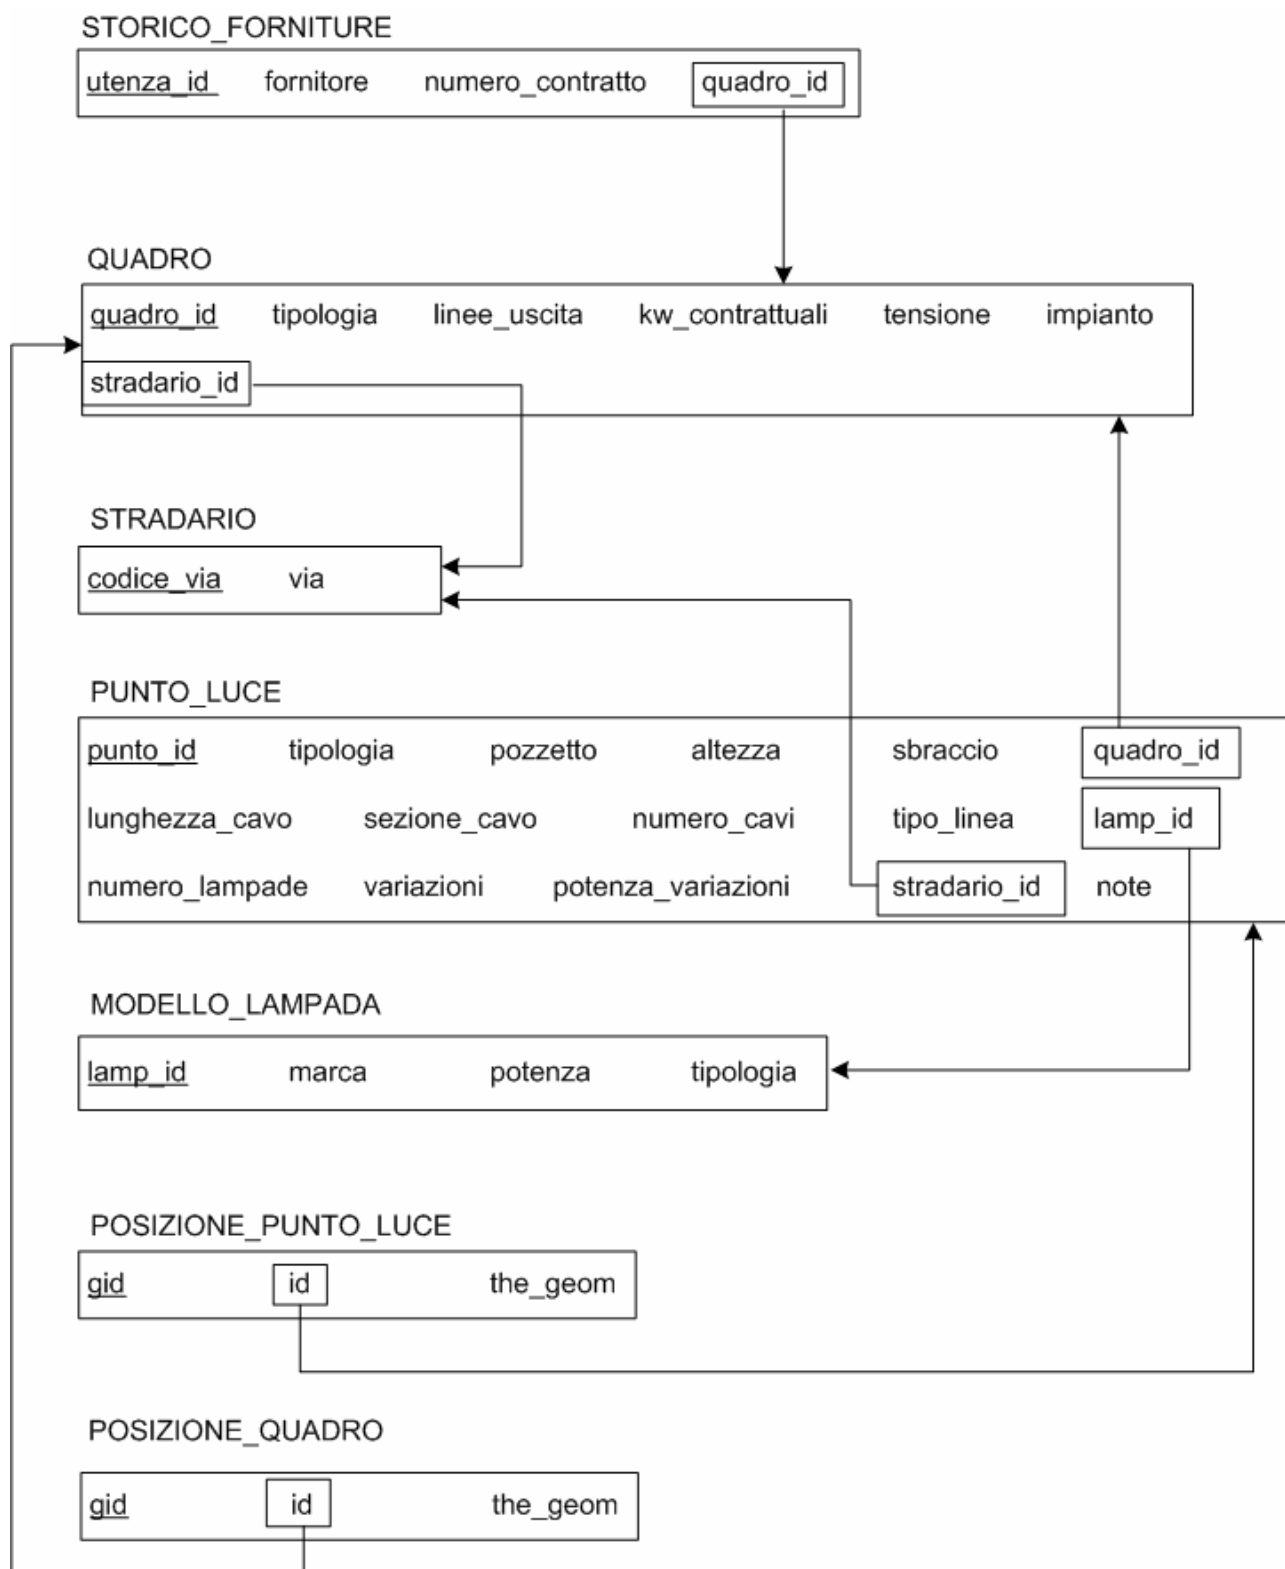 STORICO_FORNITURE
utenza_id fornitore numero_contratto quadro_id
QUADRO
quadro_id tipologia linee_uscita kw_contrattuali tensione impianto
stradario_id
STRADARIO
codice_via via
PUNTO_LUCE
punto_id tipologia pozzetto altezza sbraccio quadro_id
lunghezza_cavo sezione_cavo numero_cavi tipo_linea lamp_id
numero_lampade variazioni potenza_variazioni stradario_id note
MODELLO_LAMPADA
lamp_id marca potenza tipologia
POSIZIONE_PUNTO_LUCE
gid id the_geom
POSIZIONE_QUADRO
gid id the_geom